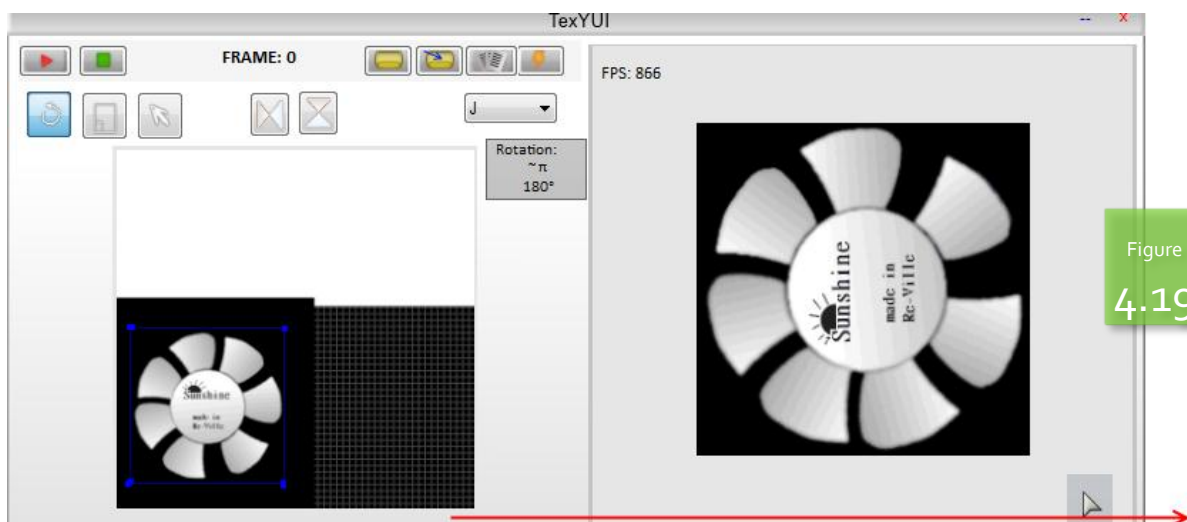 TexYUI
-- x
FRAME: 0
FPS: 866
J
Rotation:
~π
180°
Sunshine
made in
Rc-Ville
Sunshine
made in
Rc-Ville
Figure
4.19